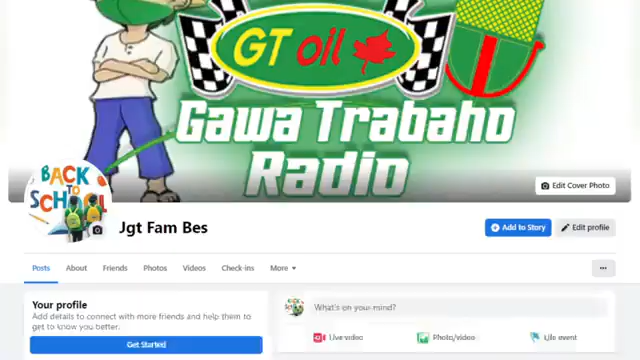 GT oil
Gawa Trabaho
Radio
Edit Cover Photo
BACK
TO
SCHOOL
Jgt Fam Bes
Add to Story
Edit profile
Posts About Friends Photos Videos Check-ins More
Your profile
Add details to connect with more friends and help them to
get to know you better.
Get Started
What's on your mind?
Live video Photo/video Life event